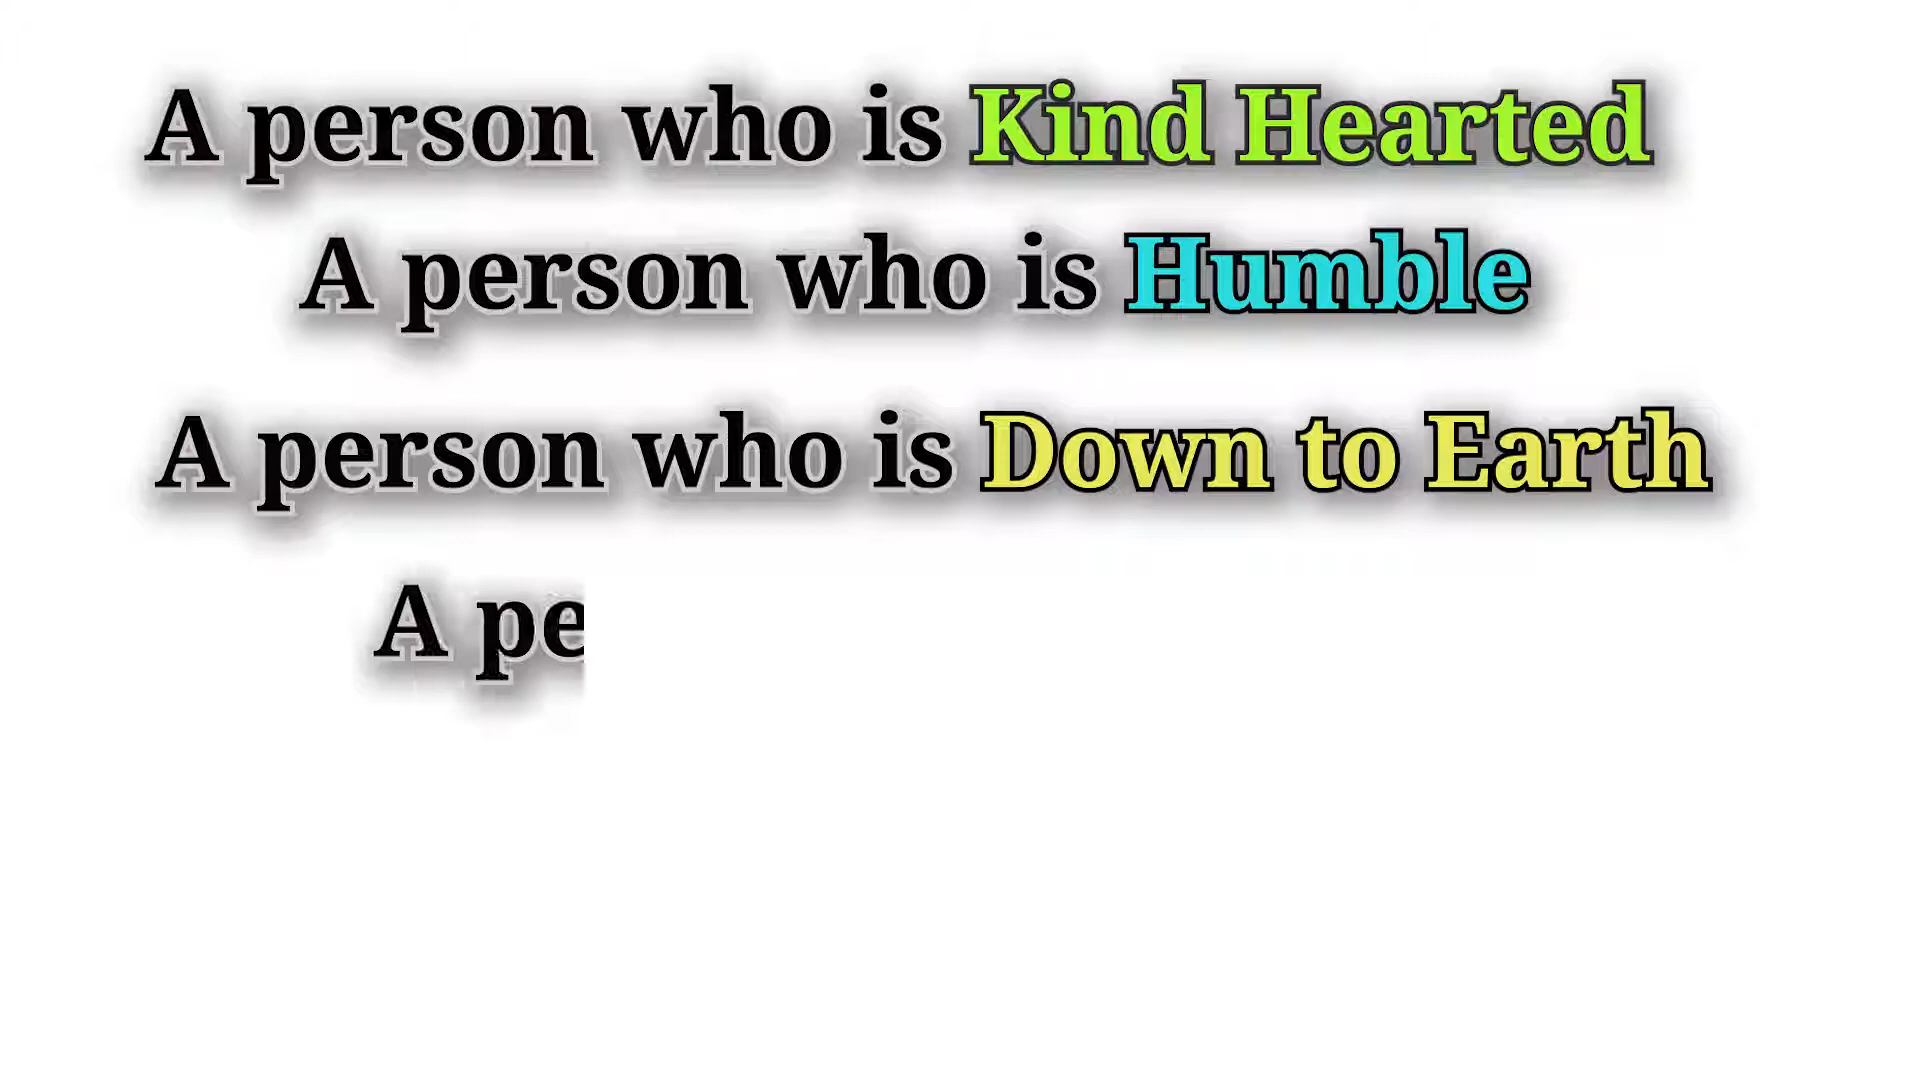 A person who is Kind Hearted
A person who is Humble
A person who is Down to Earth
A pe